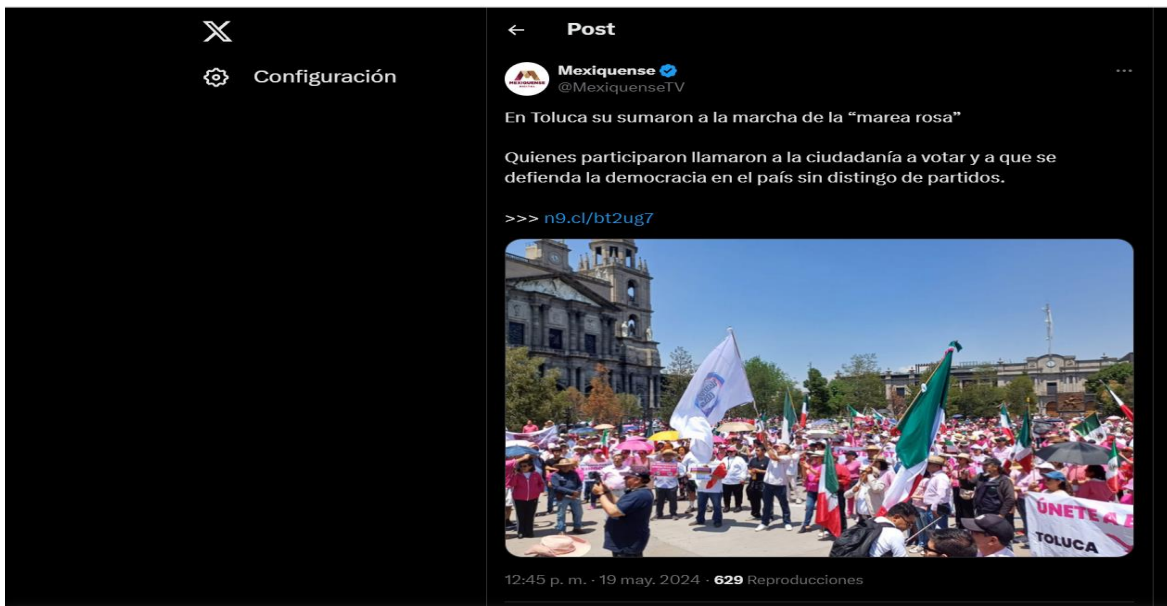 Post
Configuración
Mexiquense
@MexiquenseTV
En Toluca su sumaron a la marcha de la “marea rosa”
Quienes participaron llamaron a la ciudadanía a votar y a que se
defienda la democracia en el país sin distingo de partidos.
>>> n9.cl/bt2ug7
ÚNETE A
TOLUCA
12:45 p. m. · 19 may. 2024 · 629 Reproducciones